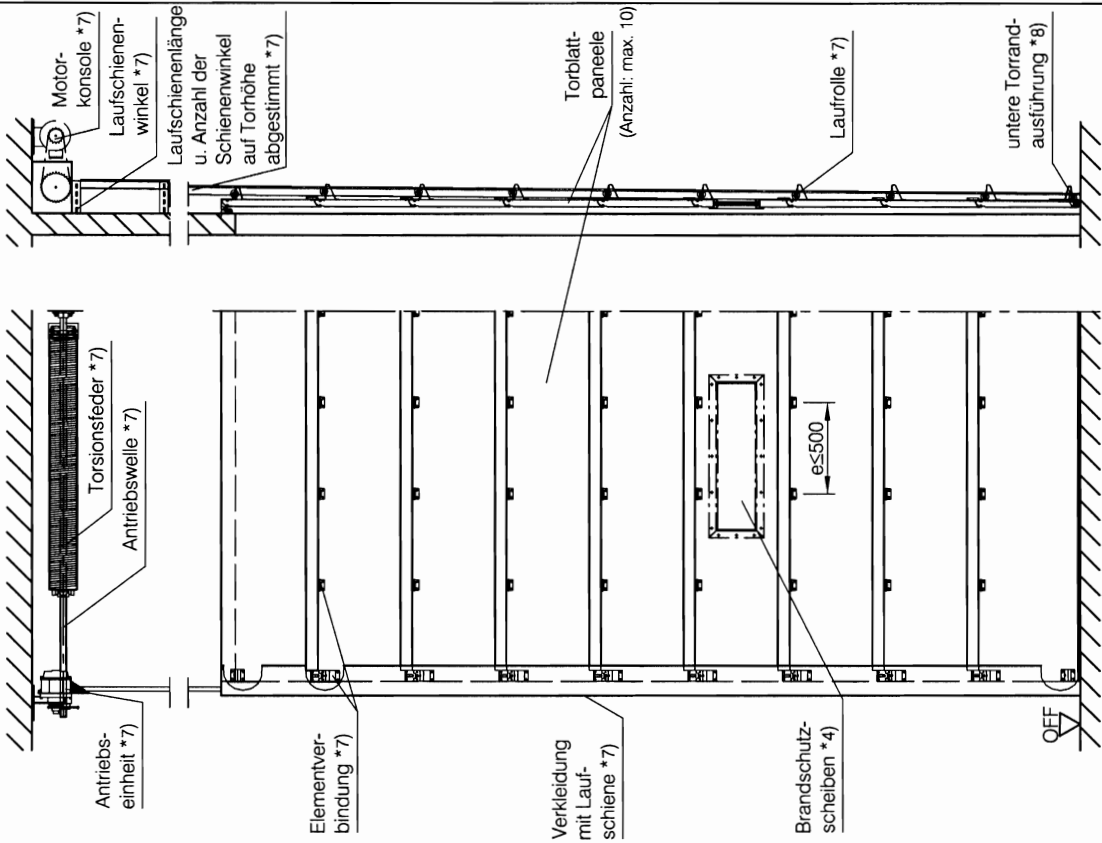 Motor-
konsole *7)
Laufschienen-
winkel *7)
Laufschienenlänge
u. Anzahl der
Schienenwinkel
auf Torhöhe
abgestimmt *7)
Torblatt-
paneele
(Anzahl: max. 10)
Laufrolle *7)
untere Torrand-
ausführung *8)
Torsionsfeder *7)
Antriebswelle *7)
e≤500
Antriebs-
einheit *7)
Elementver-
bindung *7)
Verkleidung
mit Lauf-
schiene *7)
Brandschutz-
scheiben *4)
OFF